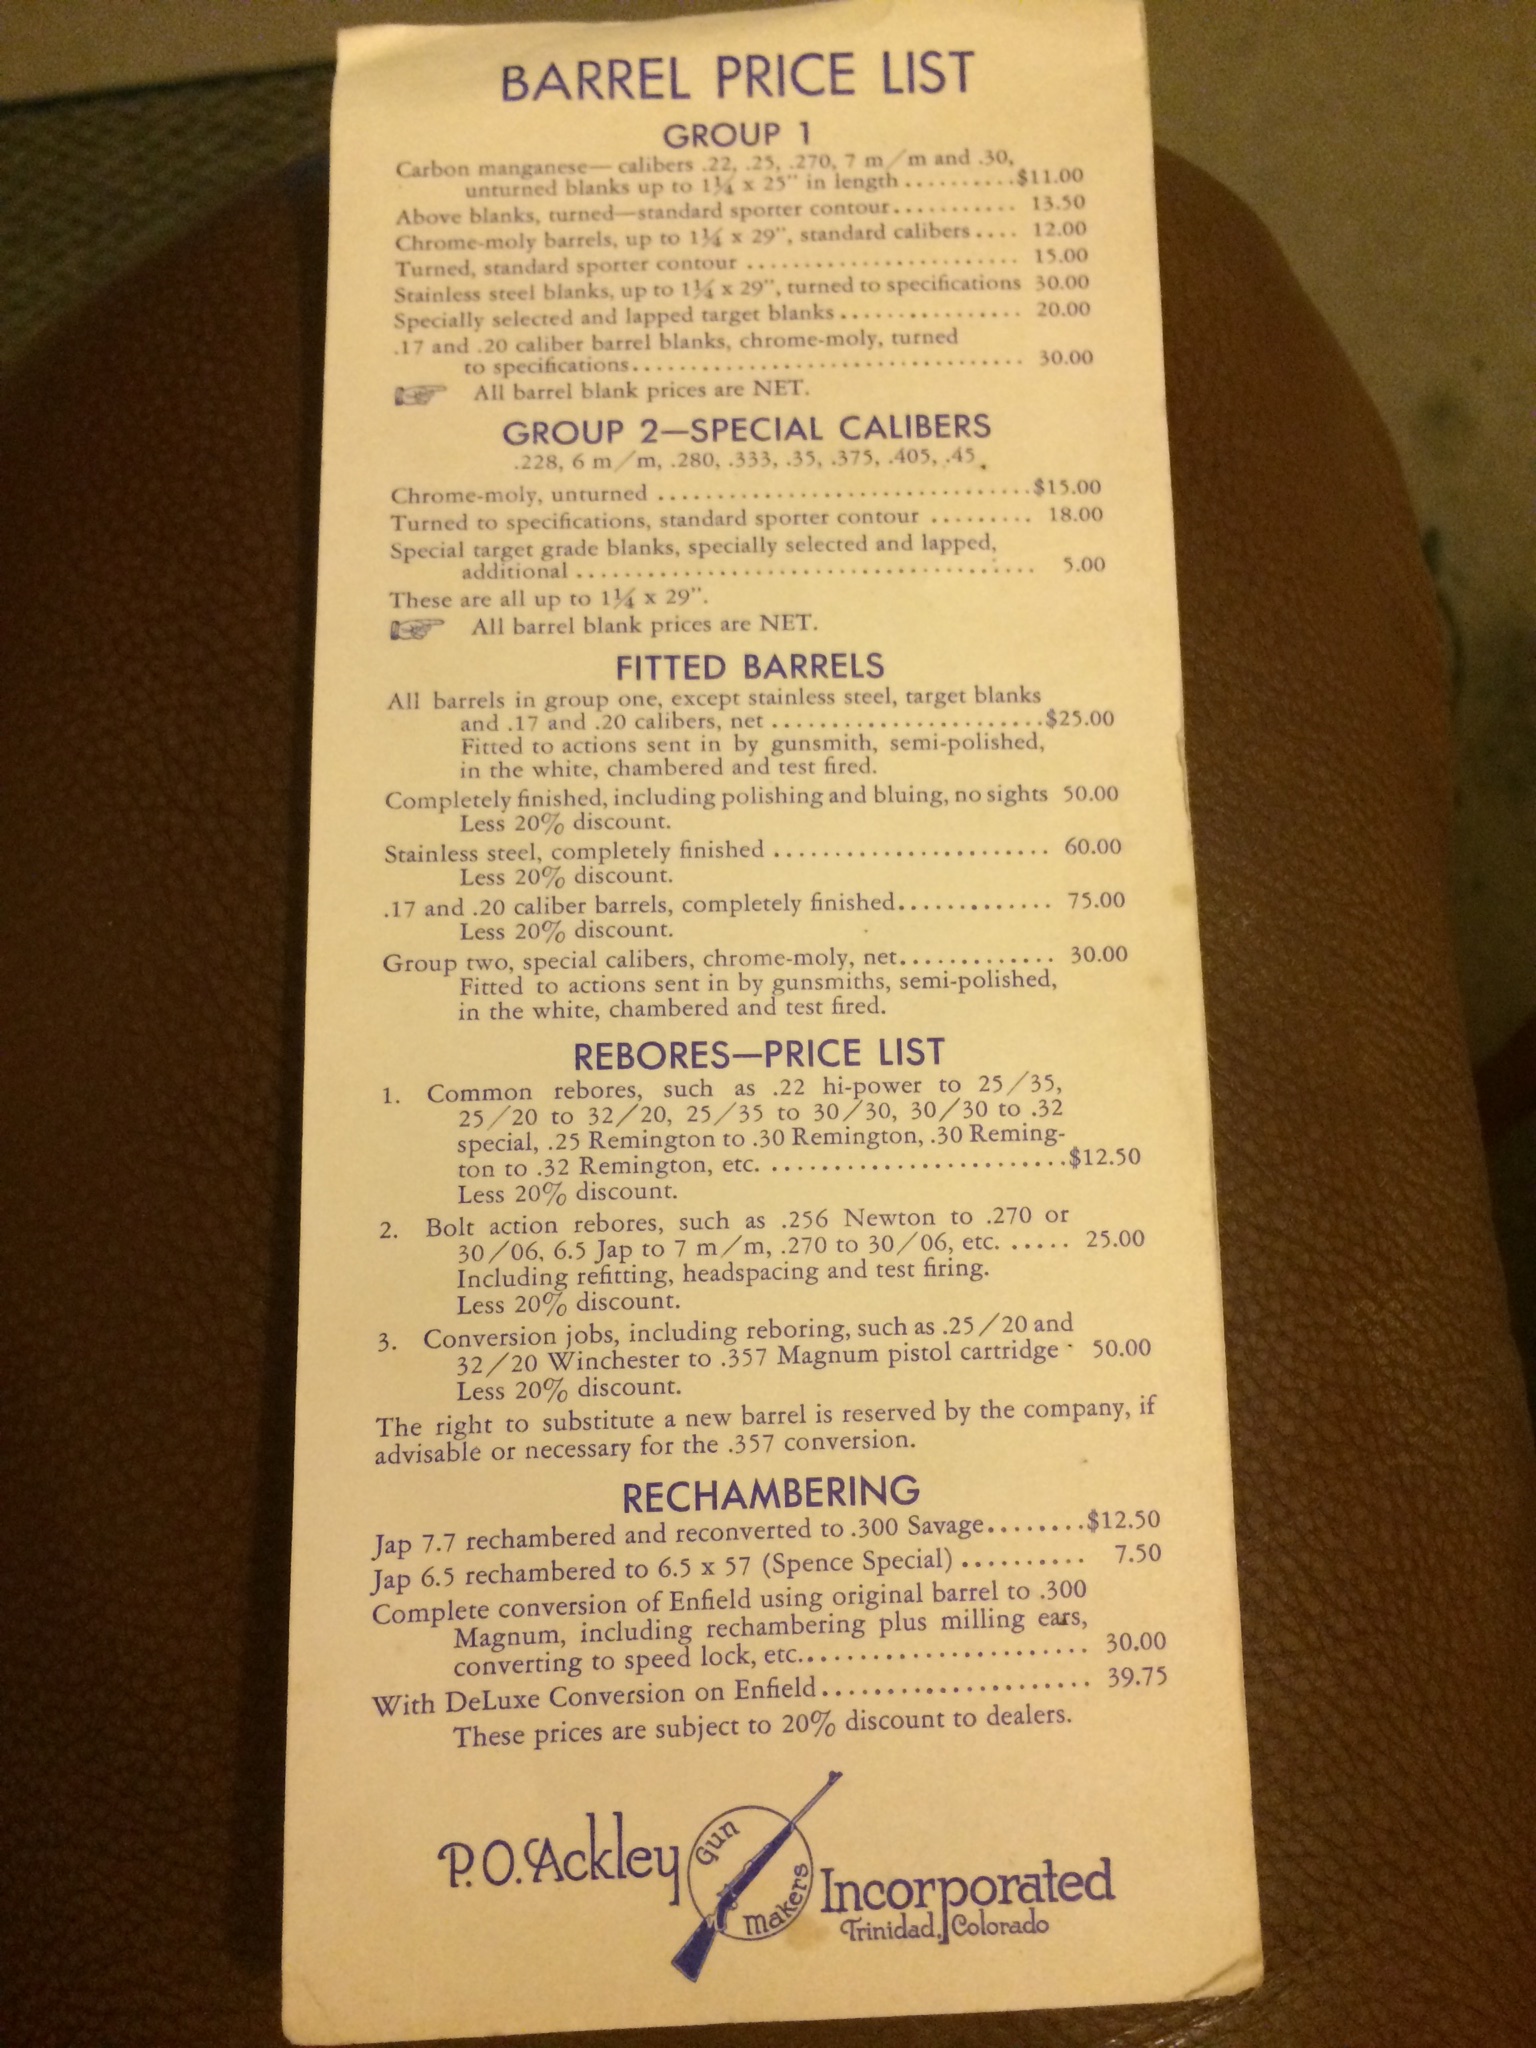 BARREL PRICE LIST
GROUP 1
Carbon manganese— calibers .22, .25, .270, 7 m/m and .30,
unturned blanks up to 1¼ x 25" in length ..........$11.00
Above blanks, turned—standard sporter contour........... 13.50
Chrome-moly barrels, up to 1¼ x 29", standard calibers .... 12.00
Turned, standard sporter contour ........................ 15.00
Stainless steel blanks, up to 1¼ x 29", turned to specifications 30.00
Specially selected and lapped target blanks ................ 20.00
.17 and .20 caliber barrel blanks, chrome-moly, turned
to specifications.................................. 30.00
☞ All barrel blank prices are NET.
GROUP 2—SPECIAL CALIBERS
.228, 6 m/m, .280, .333, .35, .375, .405, .45.
Chrome-moly, unturned .................................$15.00
Turned to specifications, standard sporter contour ......... 18.00
Special target grade blanks, specially selected and lapped,
additional ........................................ 5.00
These are all up to 1¼ x 29".
☞ All barrel blank prices are NET.
FITTED BARRELS
All barrels in group one, except stainless steel, target blanks
and .17 and .20 calibers, net ........................$25.00
Fitted to actions sent in by gunsmith, semi-polished,
in the white, chambered and test fired.
Completely finished, including polishing and bluing, no sights 50.00
Less 20% discount.
Stainless steel, completely finished ...................... 60.00
Less 20% discount.
.17 and .20 caliber barrels, completely finished............. 75.00
Less 20% discount.
Group two, special calibers, chrome-moly, net............. 30.00
Fitted to actions sent in by gunsmiths, semi-polished,
in the white, chambered and test fired.
REBORES—PRICE LIST
1. Common rebores, such as .22 hi-power to 25/35,
25/20 to 32/20, 25/35 to 30/30, 30/30 to .32
special, .25 Remington to .30 Remington, .30 Reming-
ton to .32 Remington, etc. ........................$12.50
Less 20% discount.
2. Bolt action rebores, such as .256 Newton to .270 or
30/06, 6.5 Jap to 7 m/m, .270 to 30/06, etc. ...... 25.00
Including refitting, headspacing and test firing.
Less 20% discount.
3. Conversion jobs, including reboring, such as .25/20 and
32/20 Winchester to .357 Magnum pistol cartridge · 50.00
Less 20% discount.
The right to substitute a new barrel is reserved by the company, if
advisable or necessary for the .357 conversion.
RECHAMBERING
Jap 7.7 rechambered and reconverted to .300 Savage........$12.50
Jap 6.5 rechambered to 6.5 x 57 (Spence Special) .......... 7.50
Complete conversion of Enfield using original barrel to .300
Magnum, including rechambering plus milling ears,
converting to speed lock, etc........................ 30.00
With DeLuxe Conversion on Enfield...................... 39.75
These prices are subject to 20% discount to dealers.
P.O. Ackley Gun Makers Incorporated
Trinidad, Colorado